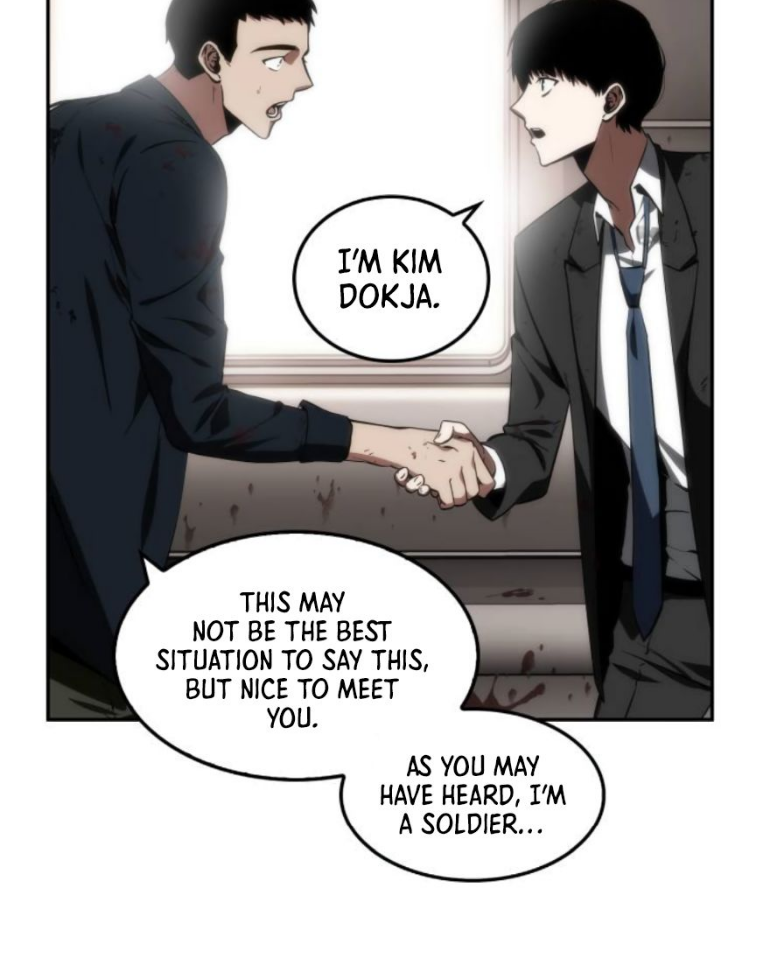 I'M KIM
DOKJA.
THIS MAY
NOT BE THE BEST
SITUATION TO SAY THIS,
BUT NICE TO MEET
YOU.
AS YOU MAY
HAVE HEARD, I'M
A SOLDIER...